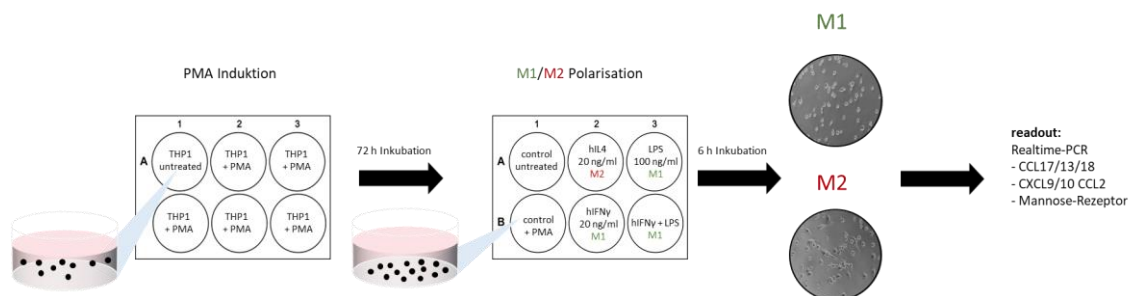 PMA Induktion
1 2 3
A
THP1
untreated
THP1
+ PMA
THP1
+ PMA
THP1
+ PMA
THP1
+ PMA
THP1
+ PMA
72 h Inkubation
M1/M2 Polarisation
1 2 3
A
control
untreated
hIL4
20 ng/ml
M2
LPS
100 ng/ml
M1
B
control
+ PMA
hIFNy
20 ng/ml
M1
hIFNy + LPS
M1
6 h Inkubation
M1
M2
readout:
Realtime-PCR
- CCL17/13/18
- CXCL9/10 CCL2
- Mannose-Rezeptor